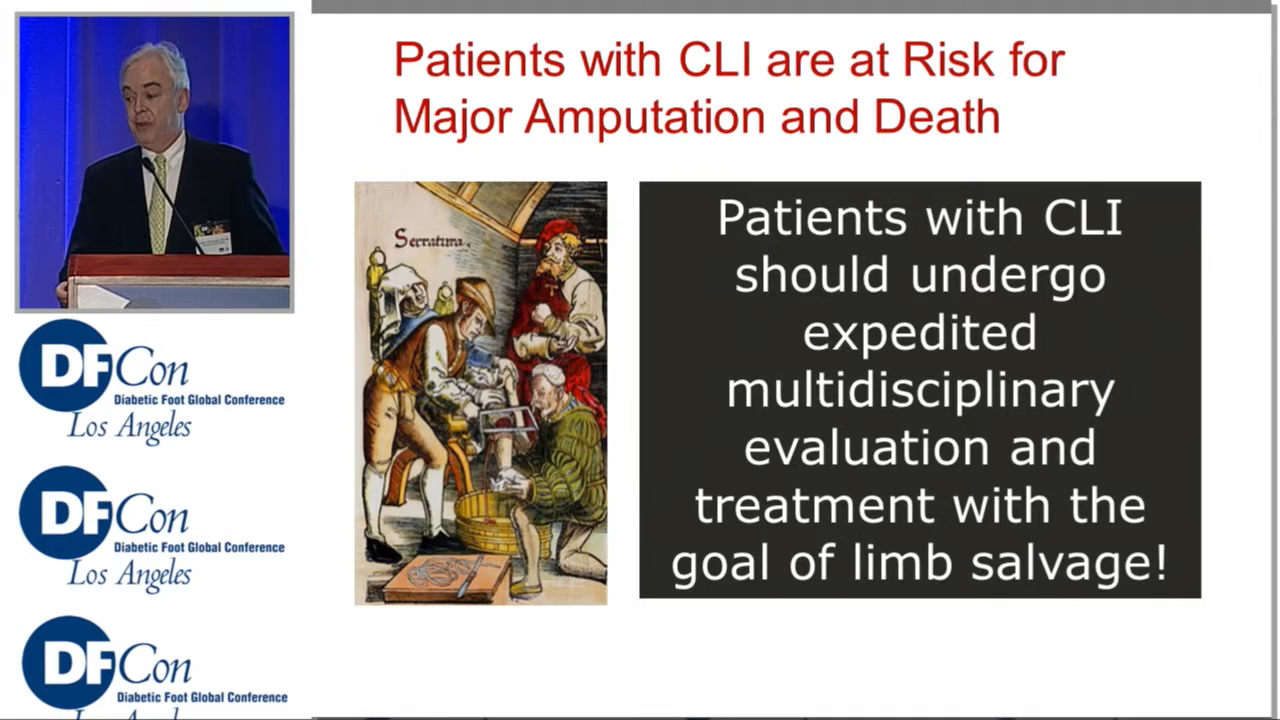 Patients with CLI are at Risk for
Major Amputation and Death
Serratura.
Patients with CLI
should undergo
expedited
multidisciplinary
evaluation and
treatment with the
goal of limb salvage!
DFCon
Diabetic Foot Global Conference
Los Angeles
DFCon
Diabetic Foot Global Conference
Los Angeles
DFCon
Diabetic Foot Global Conference
Los Angeles